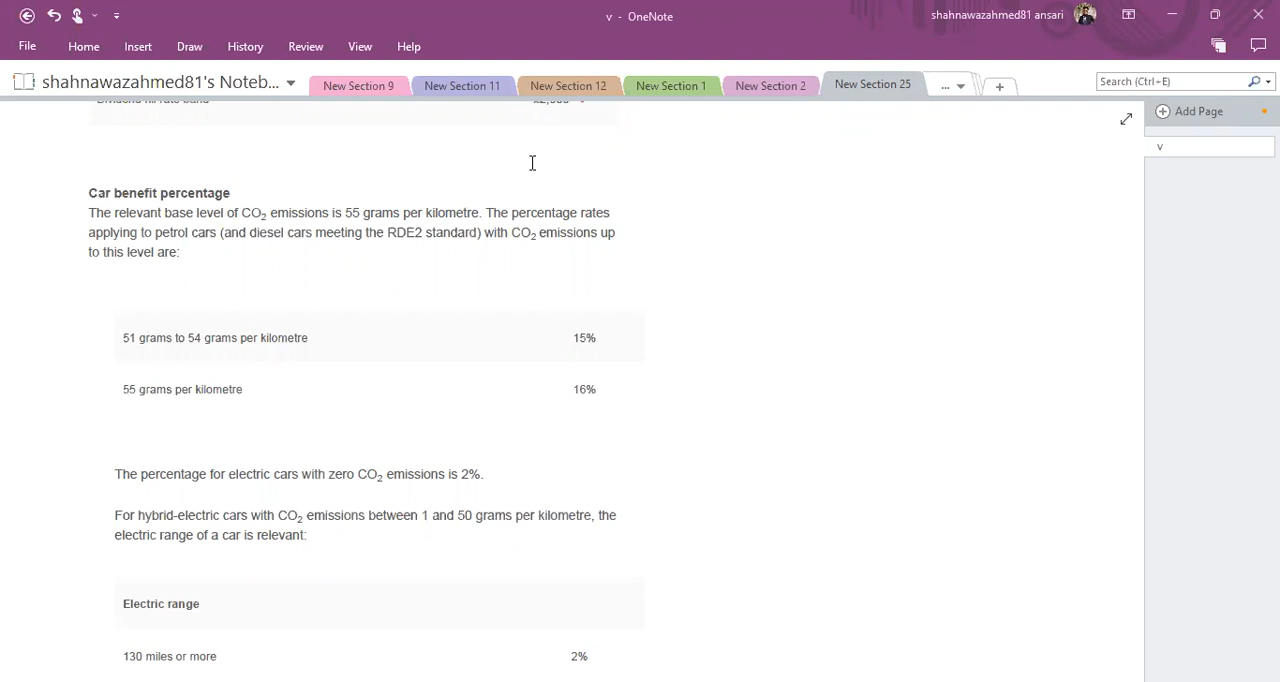 v - OneNote
shahnawazahmed81 ansari
File Home Insert Draw History Review View Help
shahnawazahmed81's Noteb... New Section 9 New Section 11 New Section 12 New Section 1 New Section 2 New Section 25 ... + Search (Ctrl+E)
Add Page
v
Car benefit percentage
The relevant base level of CO2 emissions is 55 grams per kilometre. The percentage rates
applying to petrol cars (and diesel cars meeting the RDE2 standard) with CO2 emissions up
to this level are:
51 grams to 54 grams per kilometre 15%
55 grams per kilometre 16%
The percentage for electric cars with zero CO2 emissions is 2%.
For hybrid-electric cars with CO2 emissions between 1 and 50 grams per kilometre, the
electric range of a car is relevant:
Electric range
130 miles or more 2%